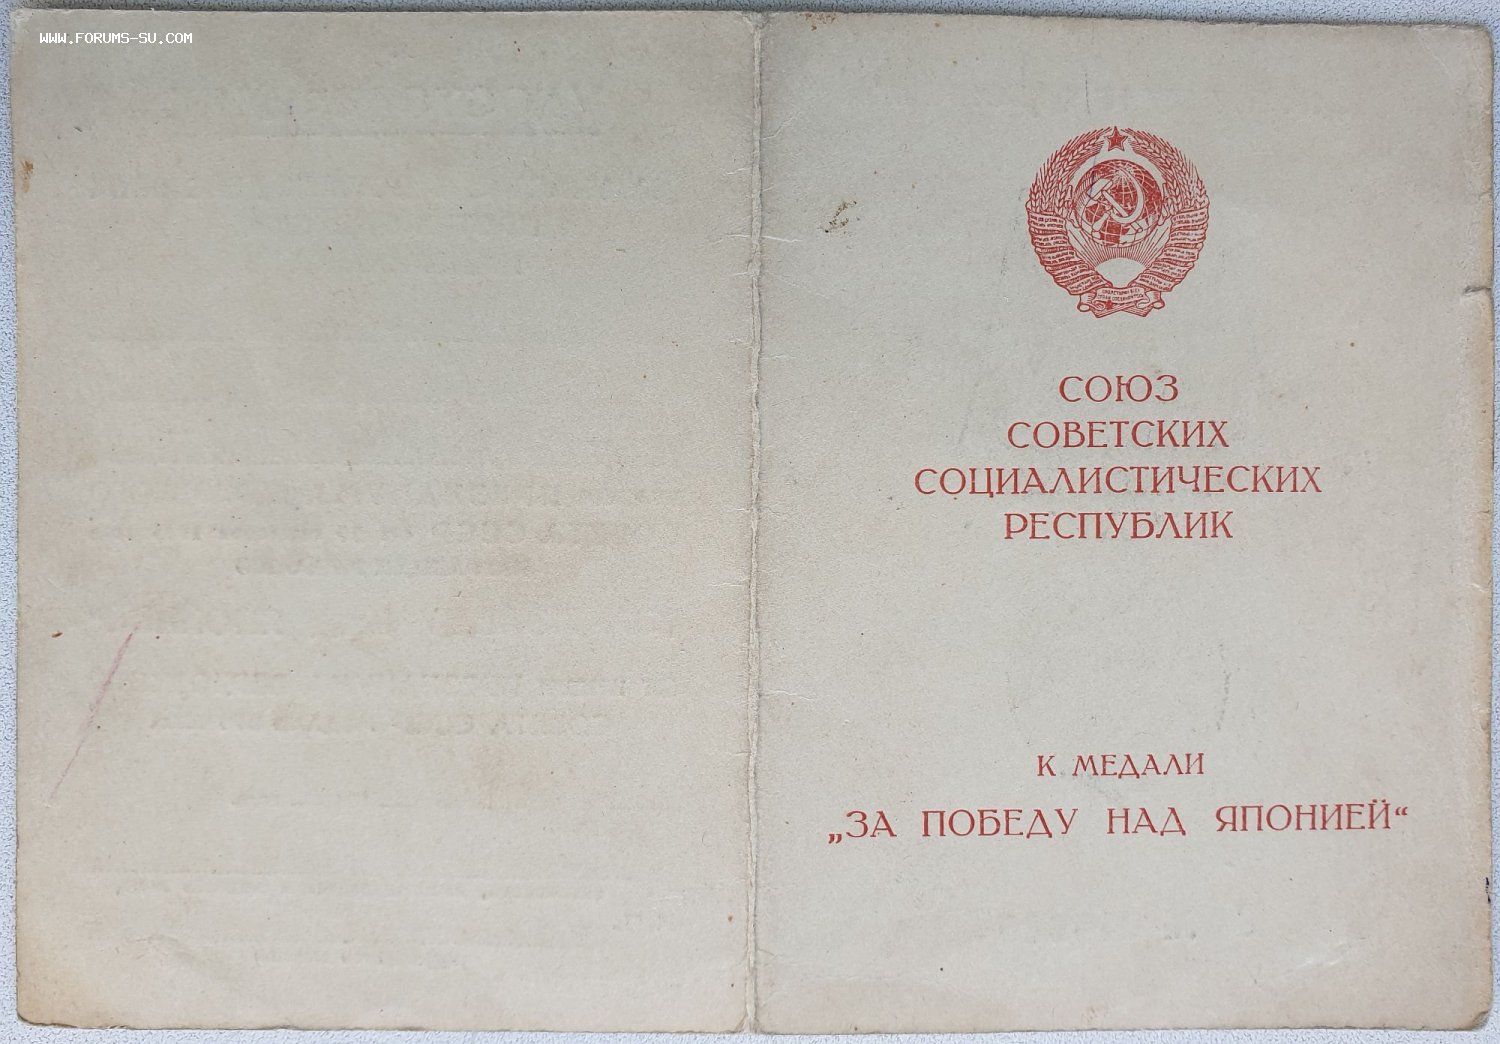 www.forums-su.com
СОЮЗ
СОВЕТСКИХ
СОЦИАЛИСТИЧЕСКИХ
РЕСПУБЛИК
К МЕДАЛИ
„ЗА ПОБЕДУ НАД ЯПОНИЕЙ“